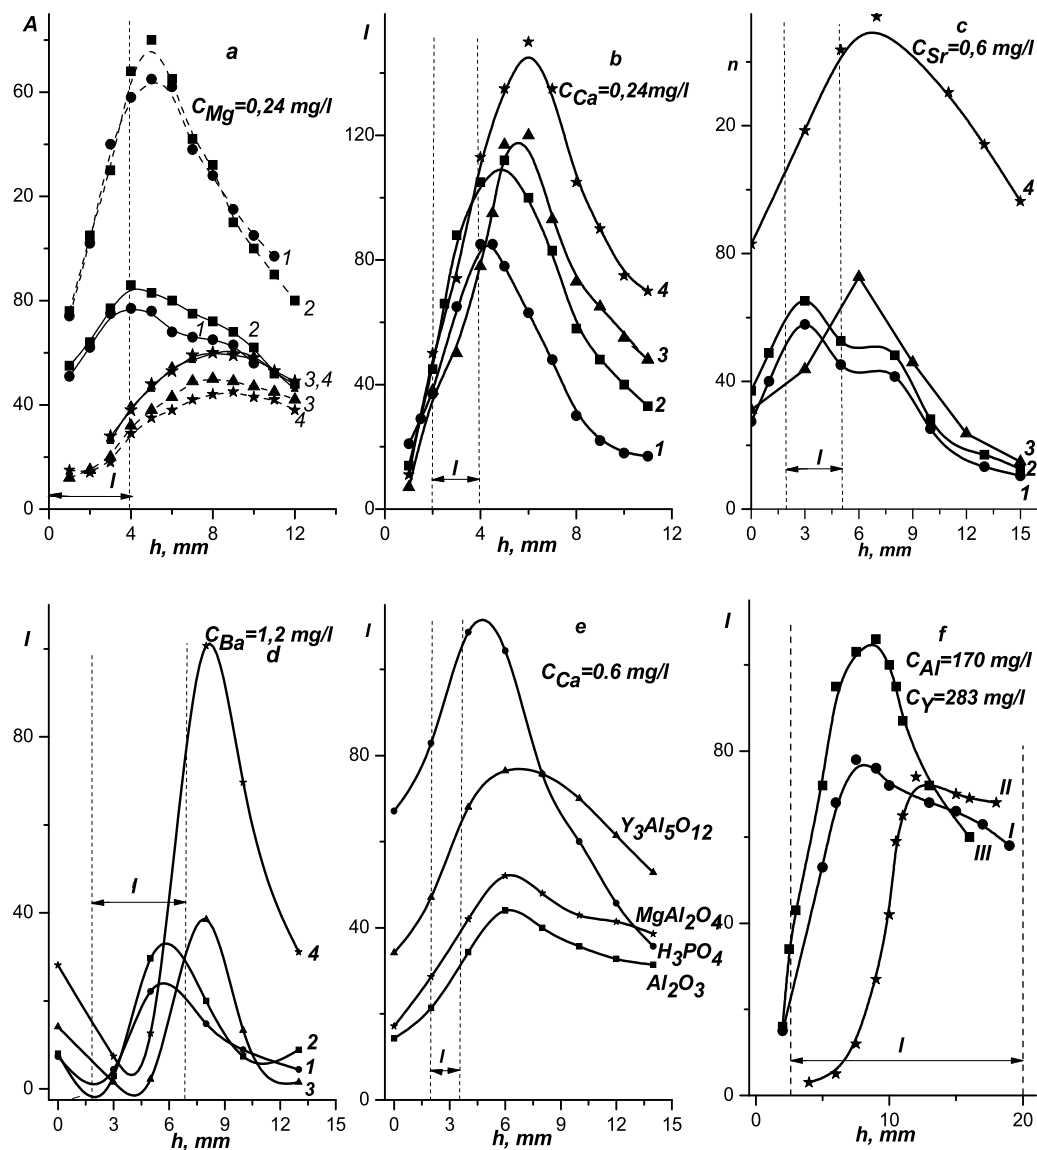 A
a
C_Mg=0,24 mg/l
60
20
80
40
0
1
2
1
2
3,4
3
4
l
0
4
8
12
h, mm
I
b
C_Ca=0,24mg/l
120
80
40
0
4
3
2
1
l
0
4
8
12
h, mm
n
c
C_Sr=0,6 mg/l
20
80
40
0
4
3
2
1
l
0
3
6
9
12
15
h, mm
I
C_Ba=1,2 mg/l
d
80
40
0
l
4
2
1
3
0
3
6
9
12
15
h, mm
I
e
C_Ca=0.6 mg/l
80
40
0
Y3Al5O12
MgAl2O4
H3PO4
Al2O3
l
0
3
6
9
12
15
h, mm
I
f
C_Al=170 mg/l
C_Y=283 mg/l
80
40
0
II
I
III
l
0
10
20
h, mm